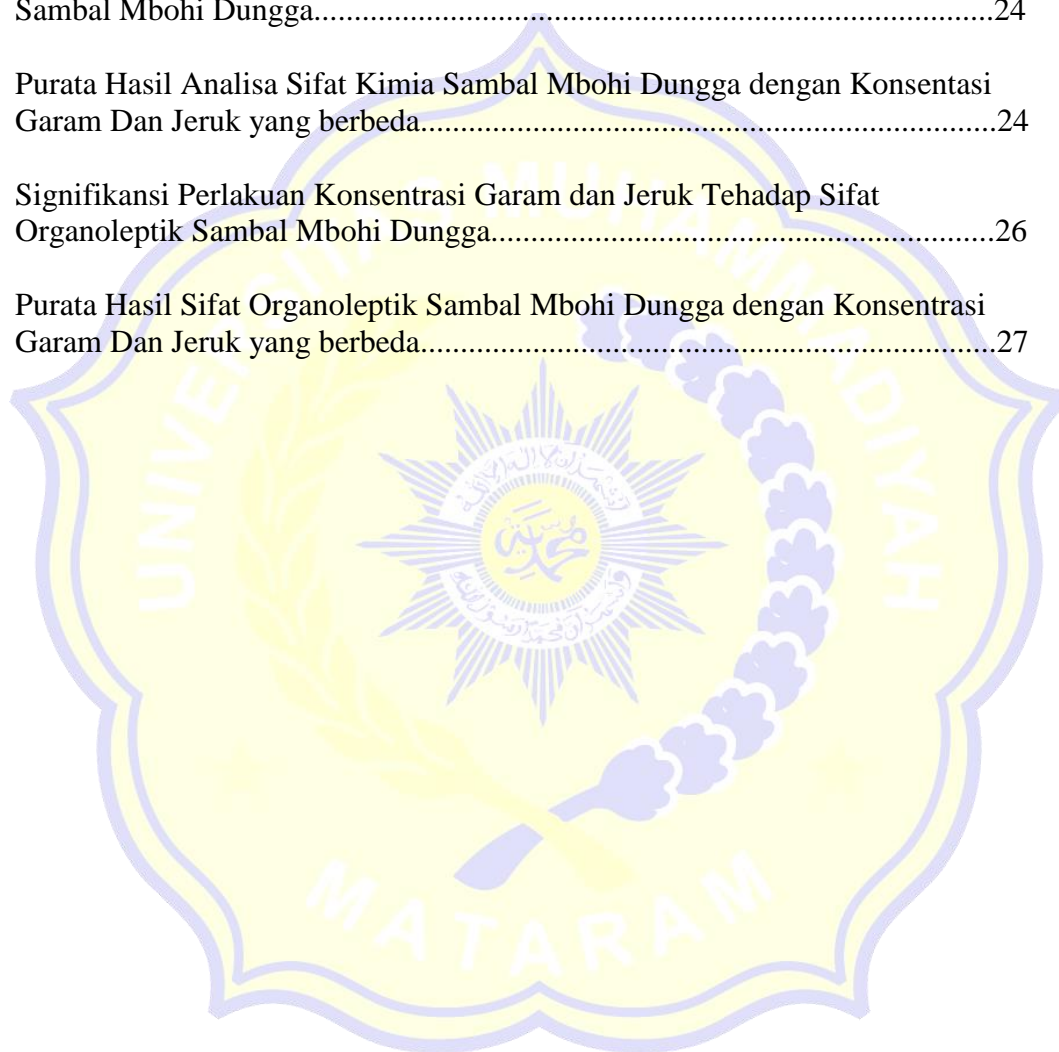 Sambal Mbohi Dungga........................................................................24
Purata Hasil Analisa Sifat Kimia Sambal Mbohi Dungga dengan Konsentasi
Garam Dan Jeruk yang berbeda.............................................................24
Signifikansi Perlakuan Konsentrasi Garam dan Jeruk Tehadap Sifat
Organoleptik Sambal Mbohi Dungga.....................................................26
Purata Hasil Sifat Organoleptik Sambal Mbohi Dungga dengan Konsentrasi
Garam Dan Jeruk yang berbeda.............................................................27
UNIVERSITAS MUHAMMADIYAH
MATARAM